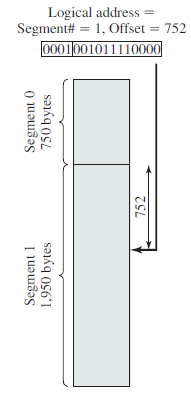 Logical address =
Segment# = 1, Offset = 752
0001001011110000
Segment 0
750 bytes
752
Segment 1
1,950 bytes